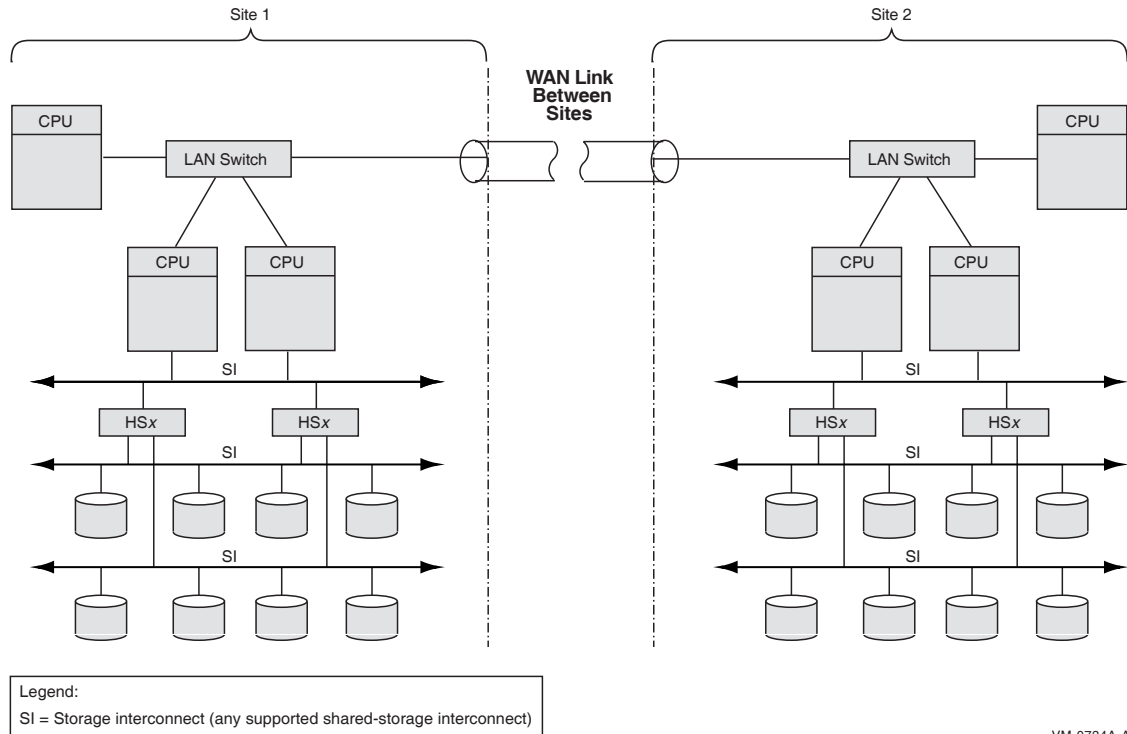 Site 1
Site 2
WAN Link
Between
Sites
CPU
CPU
LAN Switch
LAN Switch
CPU
CPU
CPU
CPU
SI
SI
HSx
HSx
HSx
HSx
SI
SI
SI
SI
Legend:
SI = Storage interconnect (any supported shared-storage interconnect)